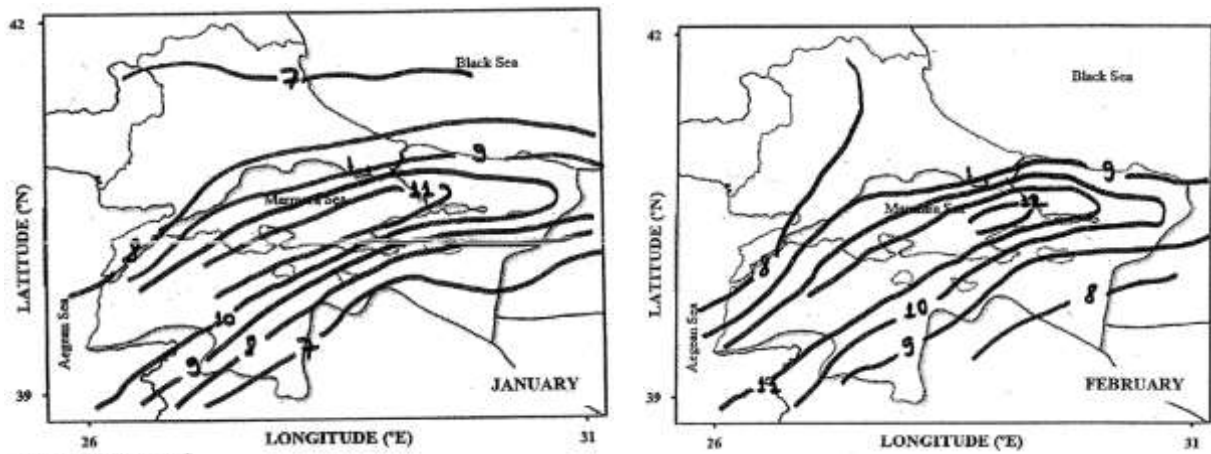 42
7
Black Sea
9
11
Marmara Sea
8
LATITUDE (°N)
Aegean Sea
10
9
8
7
39
JANUARY
26
LONGITUDE (°E)
31
42
Black Sea
9
12
Marmara Sea
8
LATITUDE (°N)
Aegean Sea
10
8
9
11
39
FEBRUARY
26
LONGITUDE (°E)
31